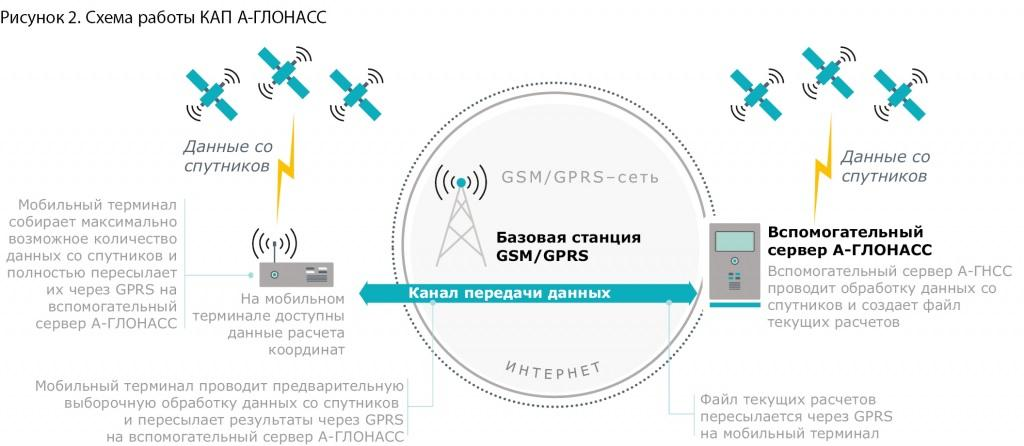 Рисунок 2. Схема работы КАП А-ГЛОНАСС
Данные со
спутников
Мобильный терминал
собирает максимально
возможное количество
данных со спутников и
полностью пересылает
их через GPRS на
вспомогательный
сервер А-ГЛОНАСС
На мобильном
терминале доступны
данные расчета
координат
GSM/GPRS–сеть
Базовая станция
GSM/GPRS
Канал передачи данных
ИНТЕРНЕТ
Данные со
спутников
Вспомогательный
сервер А-ГЛОНАСС
Вспомогательный сервер А-ГНСС
проводит обработку данных со
спутников и создает файл
текущих расчетов
Мобильный терминал проводит предварительную
выборочную обработку данных со спутников
и пересылает результаты через GPRS
на вспомогательный сервер А-ГЛОНАСС
Файл текущих расчетов
пересылается через GPRS
на мобильный терминал